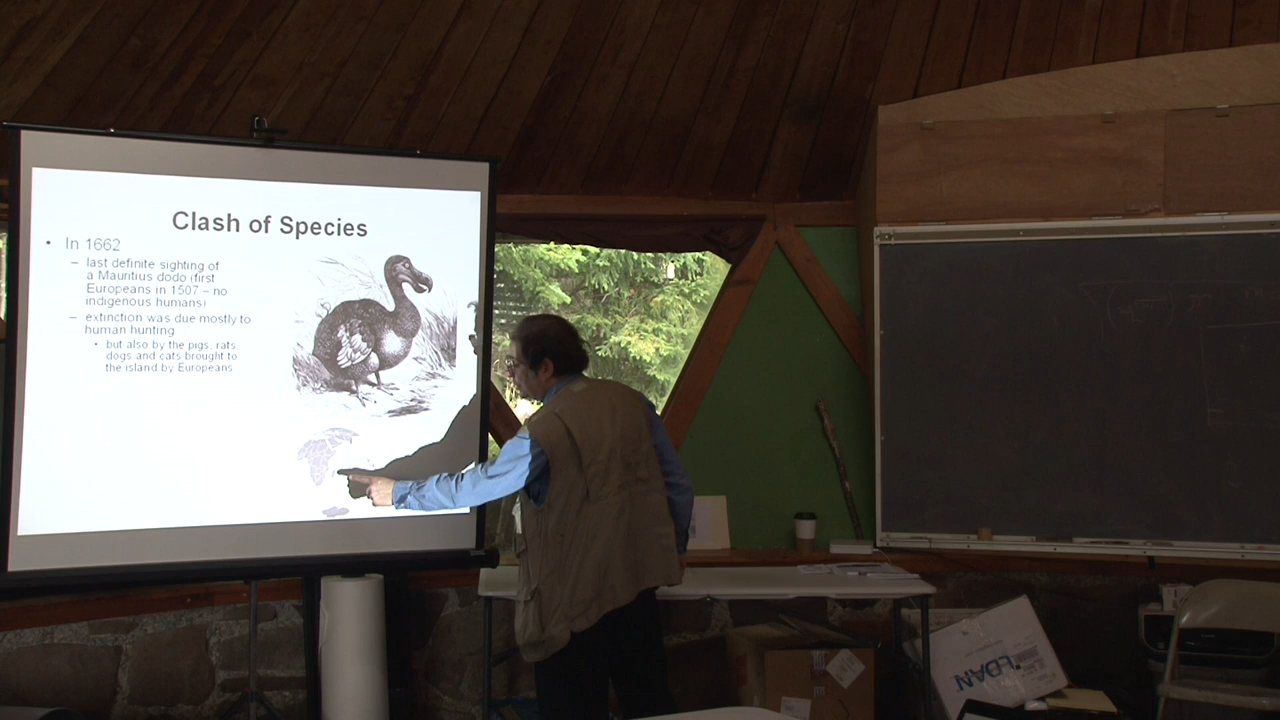 Clash of Species
• In 1662
– last definite sighting of
a Mauritius dodo (first
Europeans in 1507 – no
indigenous humans)
– extinction was due mostly to
human hunting
• but also by the pigs, rats,
dogs and cats brought to
the island by Europeans